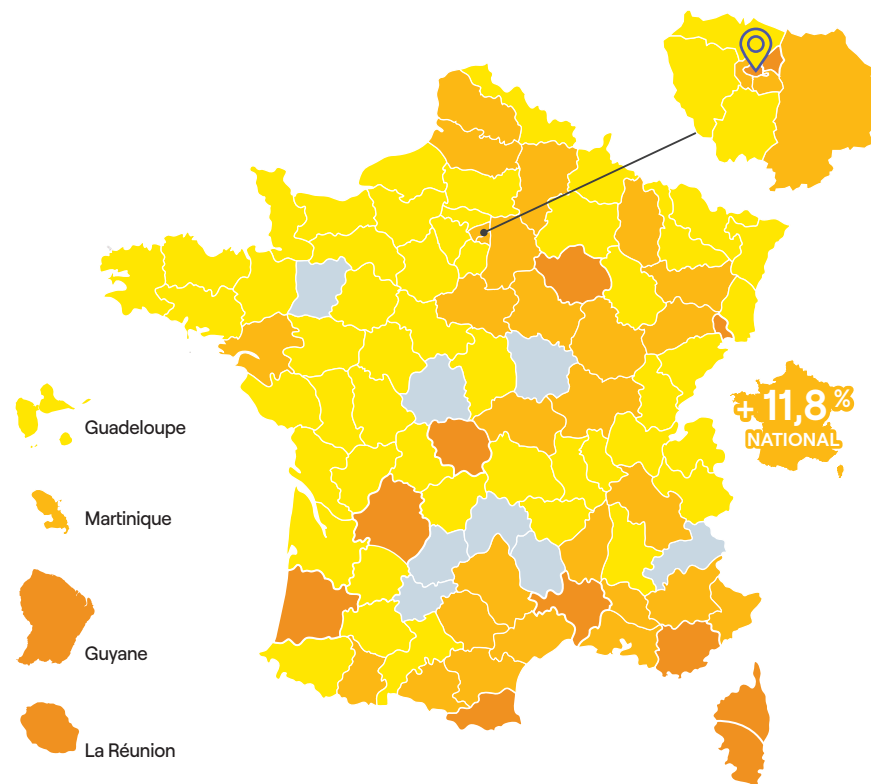 + 11,8 %
NATIONAL
Guadeloupe
Martinique
Guyane
La Réunion